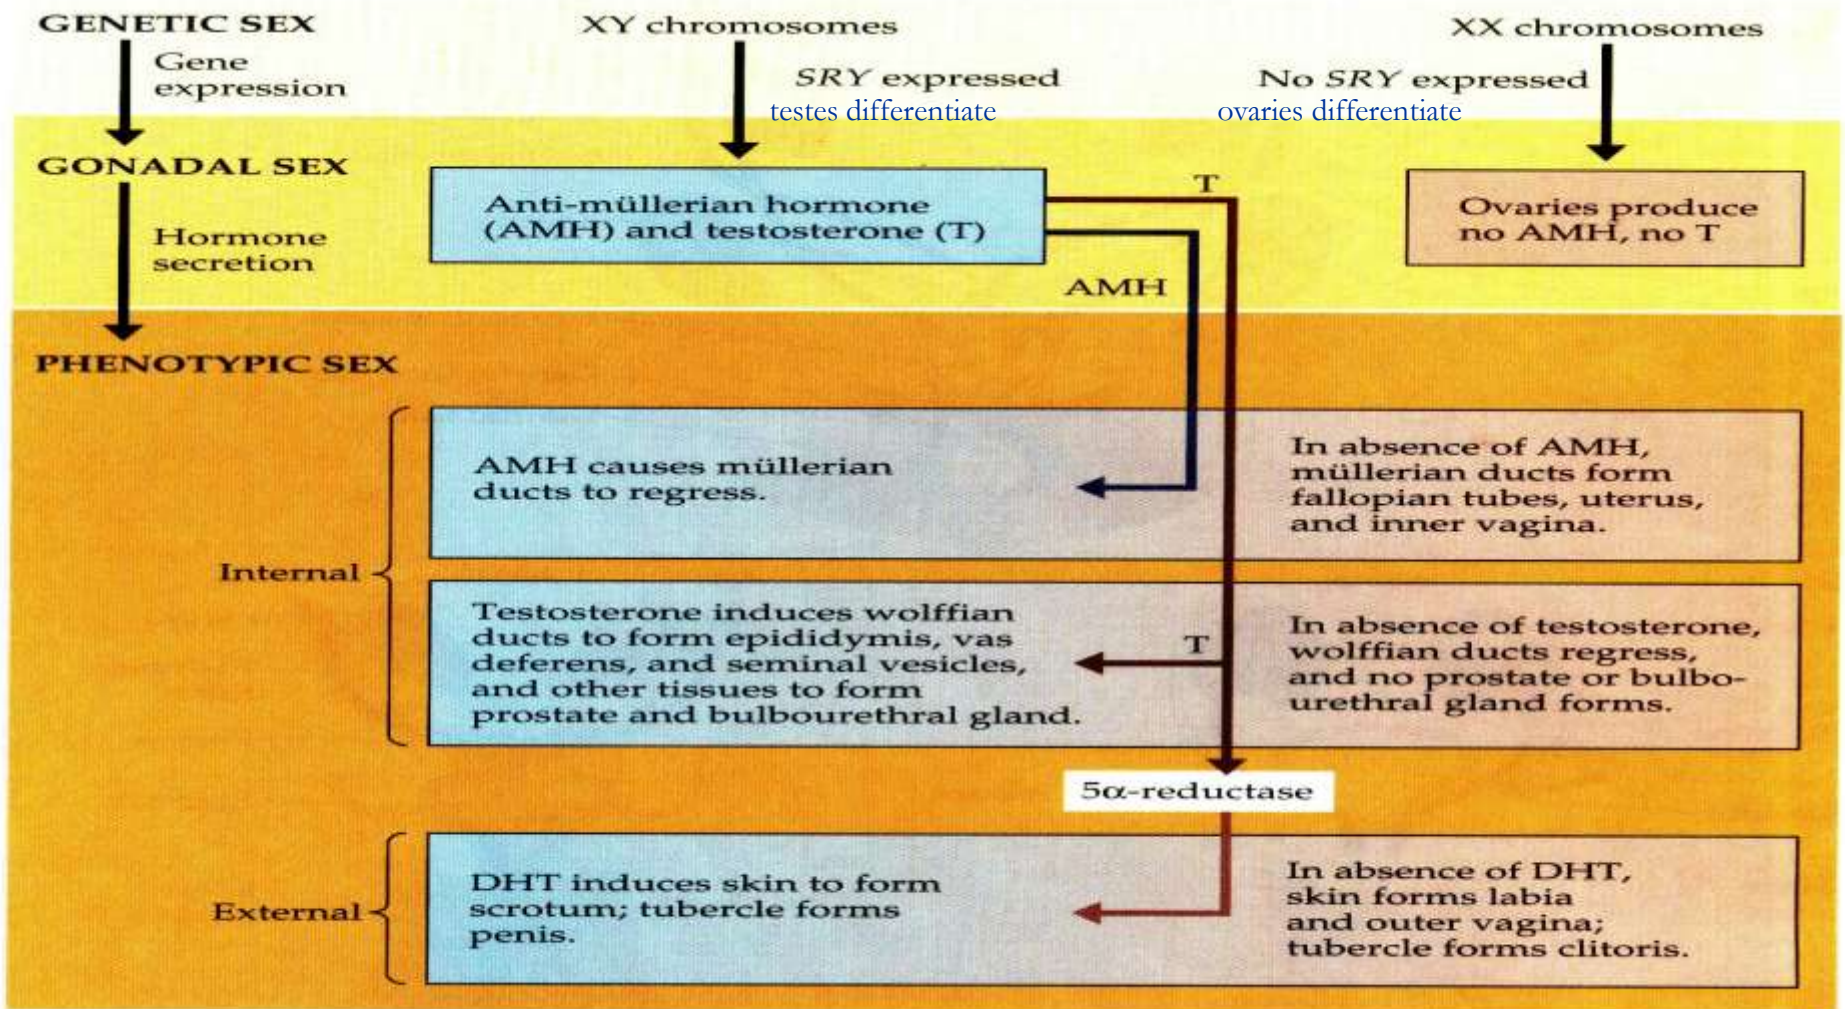 GENETIC SEX
Gene
expression
XY chromosomes
SRY expressed
testes differentiate
XX chromosomes
No SRY expressed
ovaries differentiate
GONADAL SEX
Hormone
secretion
Anti-müllerian hormone
(AMH) and testosterone (T)
T
AMH
Ovaries produce
no AMH, no T
PHENOTYPIC SEX
Internal
AMH causes müllerian
ducts to regress.
In absence of AMH,
müllerian ducts form
fallopian tubes, uterus,
and inner vagina.
Testosterone induces wolffian
ducts to form epididymis, vas
deferens, and seminal vesicles,
and other tissues to form
prostate and bulbourethral gland.
T
In absence of testosterone,
wolffian ducts regress,
and no prostate or bulbo-
urethral gland forms.
5α-reductase
External
DHT induces skin to form
scrotum; tubercle forms
penis.
In absence of DHT,
skin forms labia
and outer vagina;
tubercle forms clitoris.